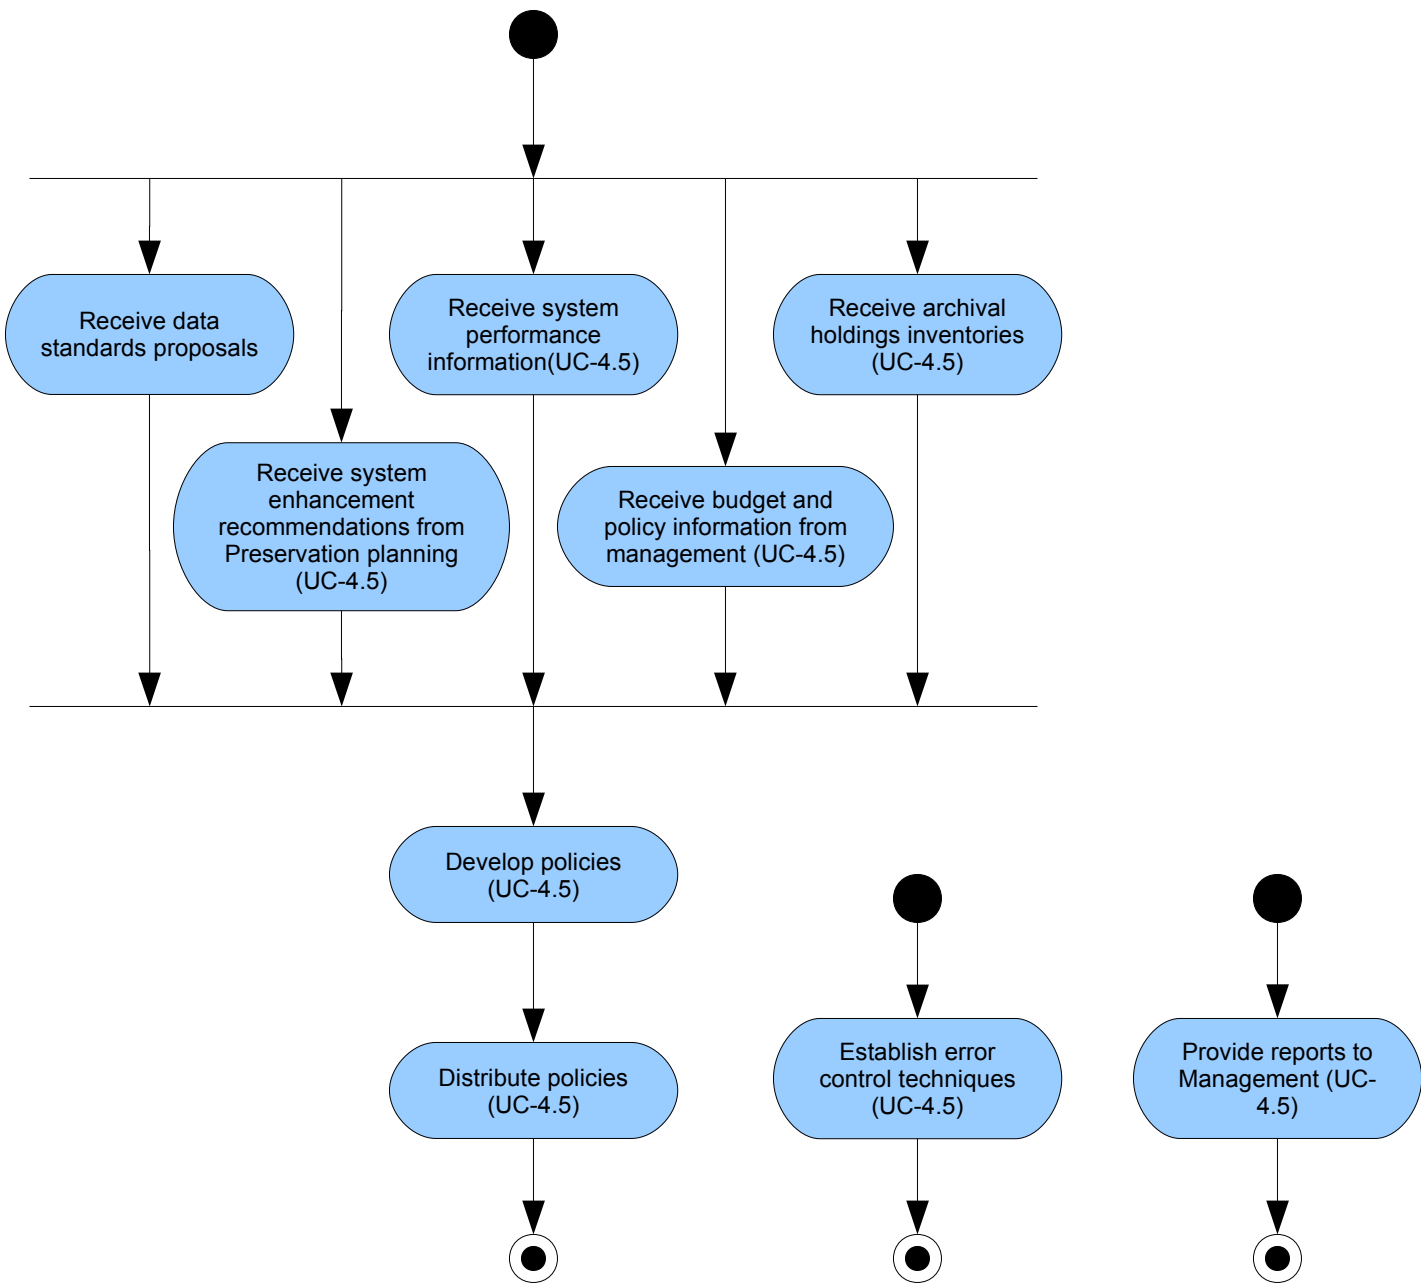 Receive data
standards proposals
Receive system
performance
information(UC-4.5)
Receive archival
holdings inventories
(UC-4.5)
Receive system
enhancement
recommendations from
Preservation planning
(UC-4.5)
Receive budget and
policy information from
management (UC-4.5)
Develop policies
(UC-4.5)
Distribute policies
(UC-4.5)
Establish error
control techniques
(UC-4.5)
Provide reports to
Management (UC-
4.5)